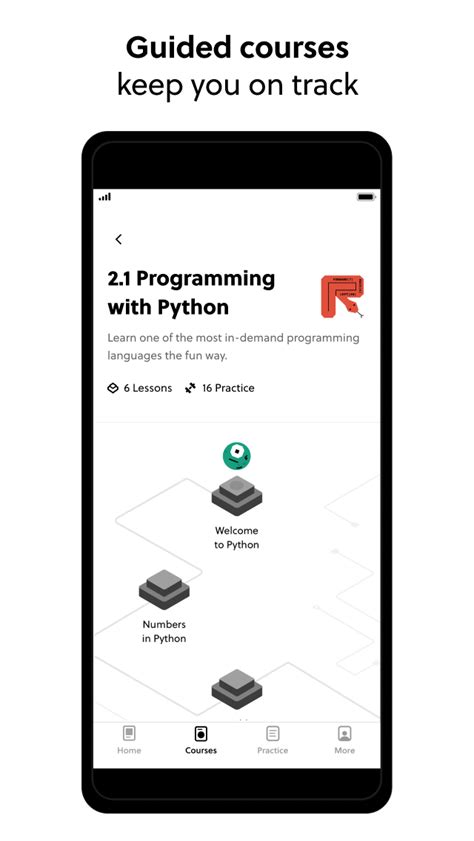 Guided courses
keep you on track
2.1 Programming
with Python
Learn one of the most in-demand programming
languages the fun way.
6 Lessons 16 Practice
Welcome
to Python
Numbers
in Python
Home Courses Practice More